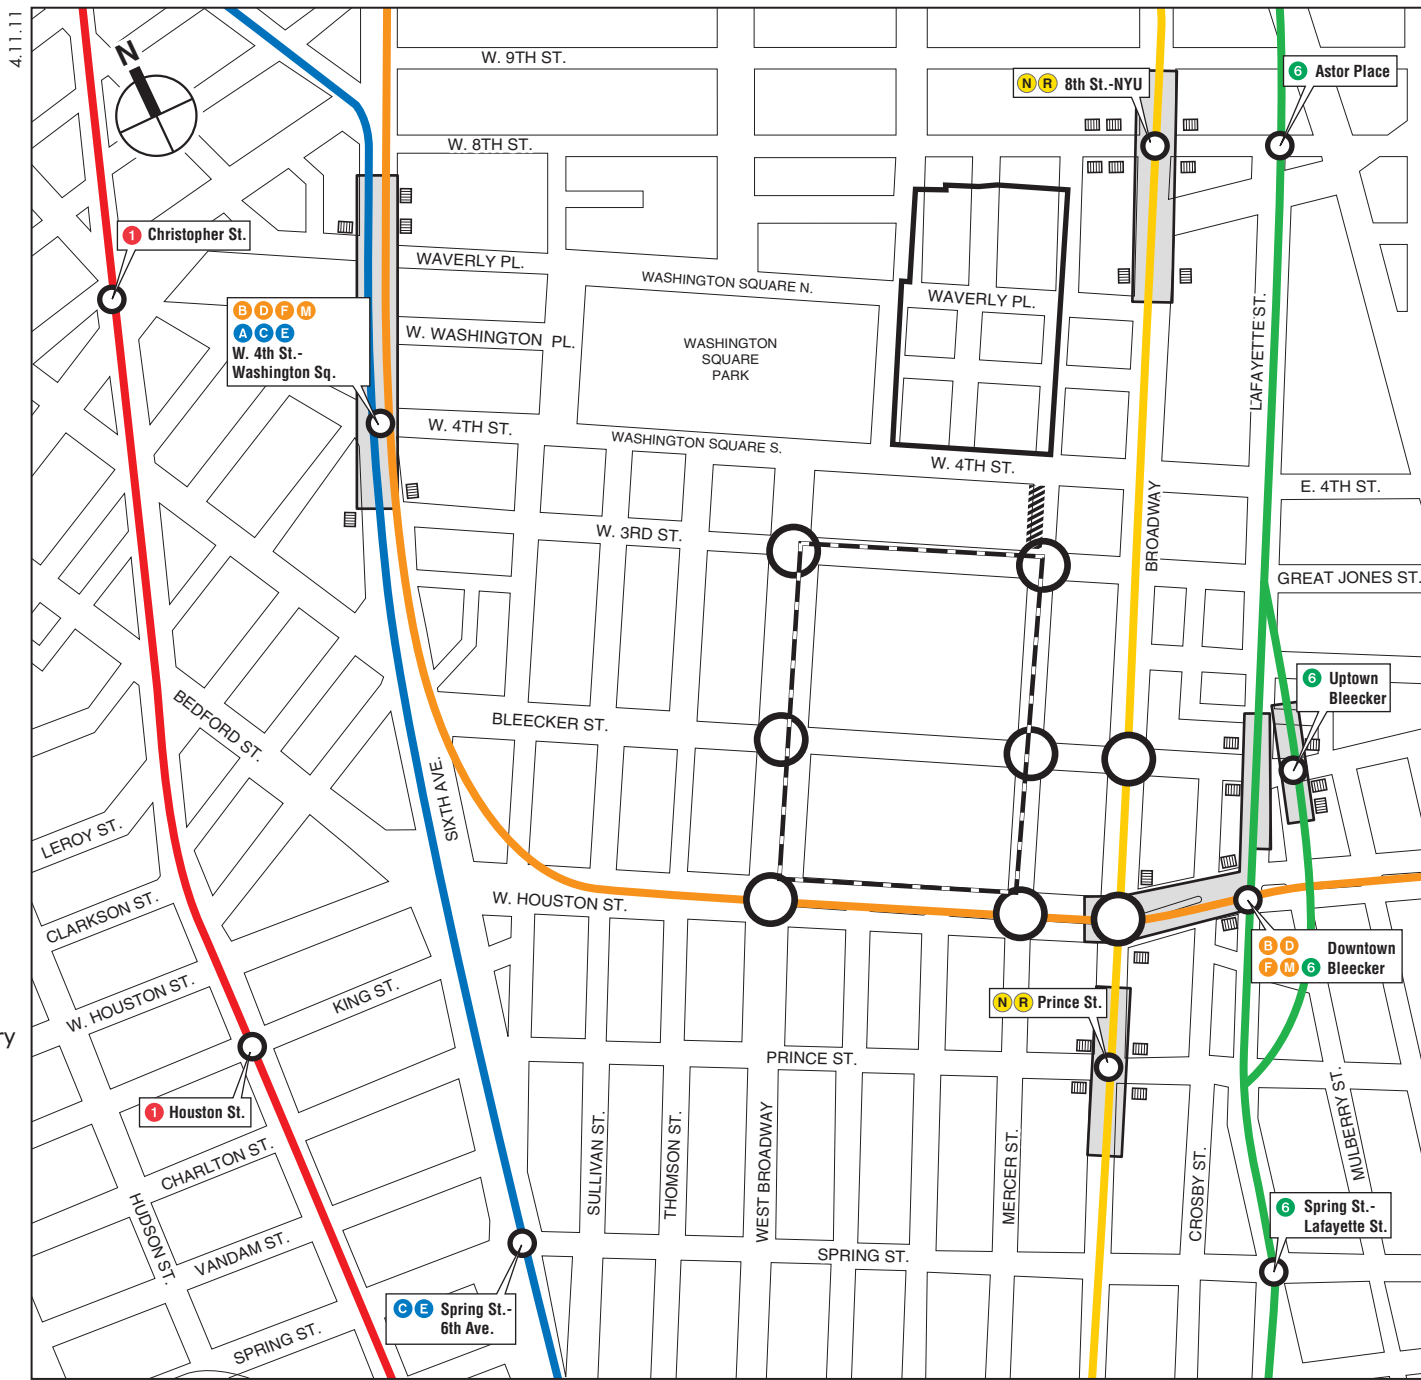 4.11.11
N
W. 9TH ST.
N R 8th St.-NYU
6 Astor Place
W. 8TH ST.
1 Christopher St.
WAVERLY PL.
WASHINGTON SQUARE N.
WAVERLY PL.
B D F M
A C E
W. 4th St.-
Washington Sq.
W. WASHINGTON PL.
WASHINGTON
SQUARE
PARK
LAFAYETTE ST.
W. 4TH ST.
WASHINGTON SQUARE S.
W. 4TH ST.
E. 4TH ST.
W. 3RD ST.
BROADWAY
GREAT JONES ST.
6 Uptown
Bleecker
BEDFORD ST.
BLEECKER ST.
SIXTH AVE.
LEROY ST.
CLARKSON ST.
W. HOUSTON ST.
B D Downtown
F M 6 Bleecker
W. HOUSTON ST.
KING ST.
N R Prince St.
ry
PRINCE ST.
1 Houston St.
MULBERRY ST.
SULLIVAN ST.
THOMSON ST.
WEST BROADWAY
MERCER ST.
CROSBY ST.
CHARLTON ST.
HUDSON ST.
VANDAM ST.
6 Spring St.-
Lafayette St.
SPRING ST.
C E Spring St.-
6th Ave.
SPRING ST.